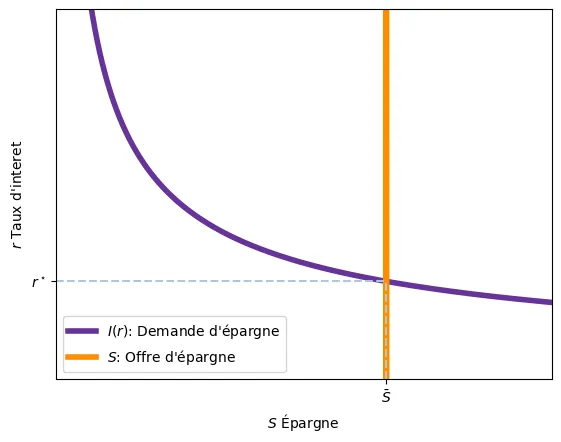 r Taux d'interet
r*
I(r): Demande d'épargne
S: Offre d'épargne
S̄
S Épargne